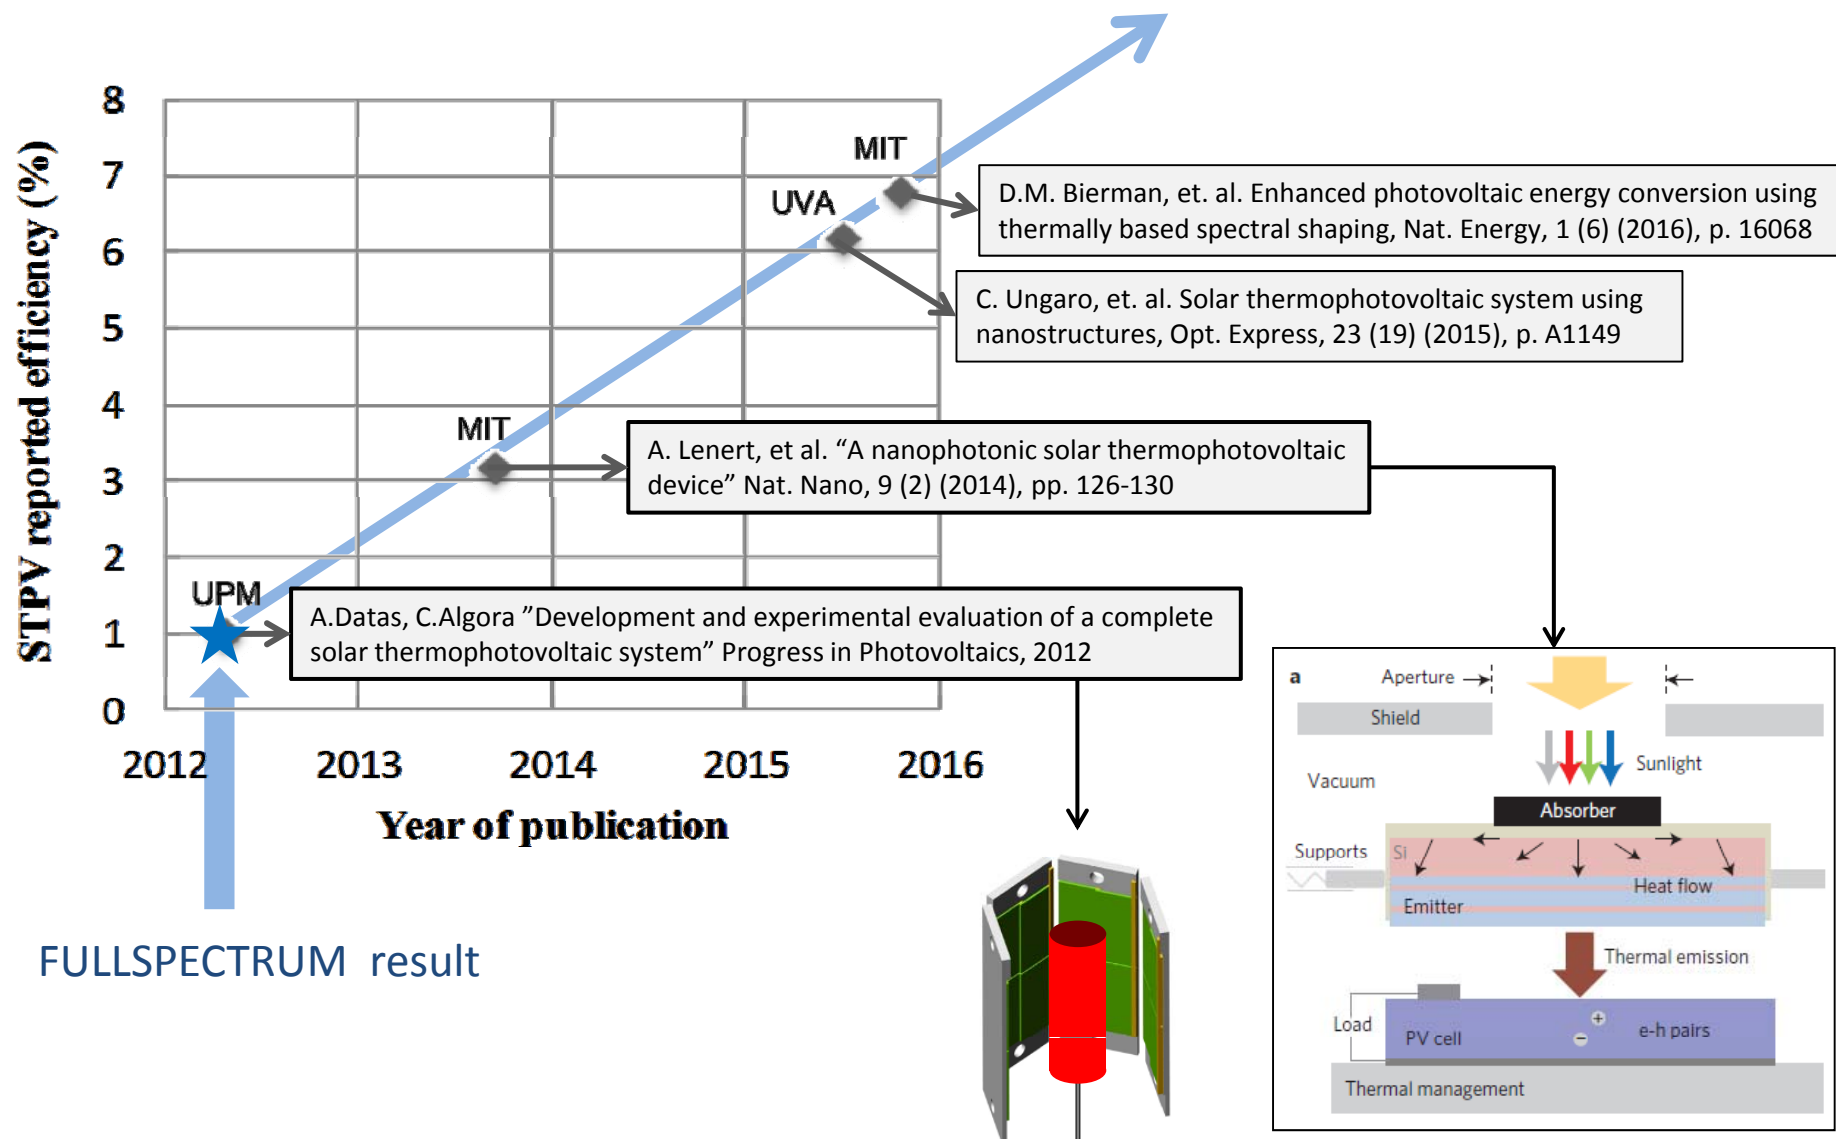 8
7
6
5
4
3
2
1
0
STPV reported efficiency (%)
2012
2013
2014
2015
2016
Year of publication
MIT
UVA
MIT
UPM
D.M. Bierman, et. al. Enhanced photovoltaic energy conversion using
thermally based spectral shaping, Nat. Energy, 1 (6) (2016), p. 16068
C. Ungaro, et. al. Solar thermophotovoltaic system using
nanostructures, Opt. Express, 23 (19) (2015), p. A1149
A. Lenert, et al. “A nanophotonic solar thermophotovoltaic
device” Nat. Nano, 9 (2) (2014), pp. 126-130
A.Datas, C.Algora ”Development and experimental evaluation of a complete
solar thermophotovoltaic system” Progress in Photovoltaics, 2012
FULLSPECTRUM result
a
Aperture
Shield
Sunlight
Vacuum
Absorber
Supports
Si
Heat flow
Emitter
Thermal emission
Load
PV cell
+
−
e-h pairs
Thermal management